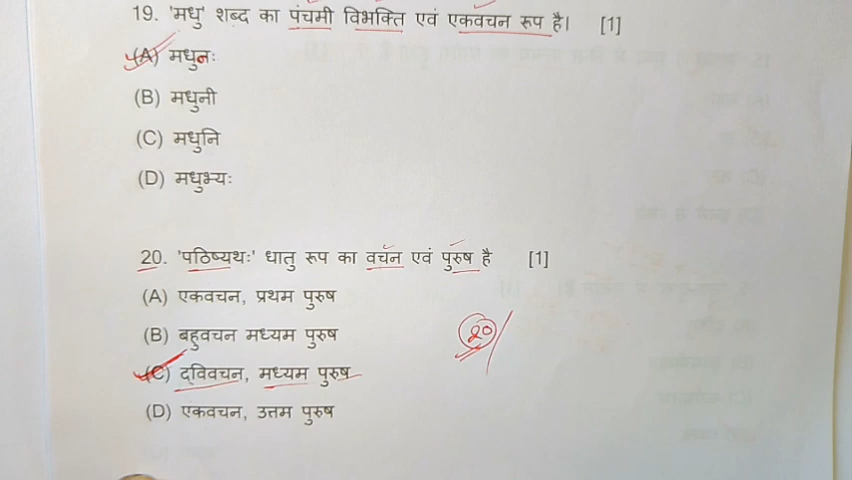 19. 'मधु' शब्द का पंचमी विभक्ति एवं एकवचन रूप है। [1]
(A) मधुनः
(B) मधुनी
(C) मधुनि
(D) मधुभ्यः
20. 'पठिष्यथः' धातु रूप का वचन एवं पुरुष है [1]
(A) एकवचन, प्रथम पुरुष
(B) बहुवचन मध्यम पुरुष
(C) द्विवचन, मध्यम पुरुष
(D) एकवचन, उत्तम पुरुष
20